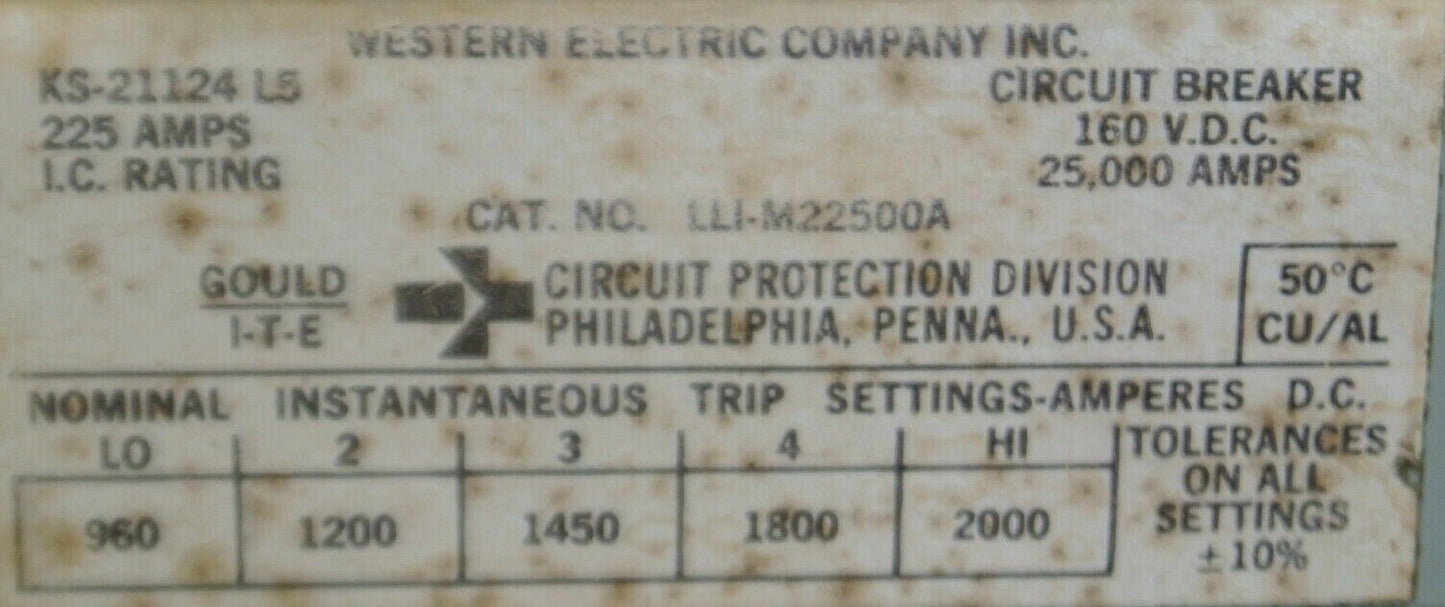 WESTERN ELECTRIC COMPANY INC.
KS-21124 L5 CIRCUIT BREAKER
225 AMPS 160 V.D.C.
I.C. RATING 25,000 AMPS
CAT. NO. LLI-M22500A
GOULD CIRCUIT PROTECTION DIVISION 50°C
I-T-E PHILADELPHIA, PENNA., U.S.A. CU/AL
NOMINAL INSTANTANEOUS TRIP SETTINGS-AMPERES D.C.
LO 2 3 4 HI TOLERANCES
ON ALL
960 1200 1450 1800 2000 SETTINGS
±10%